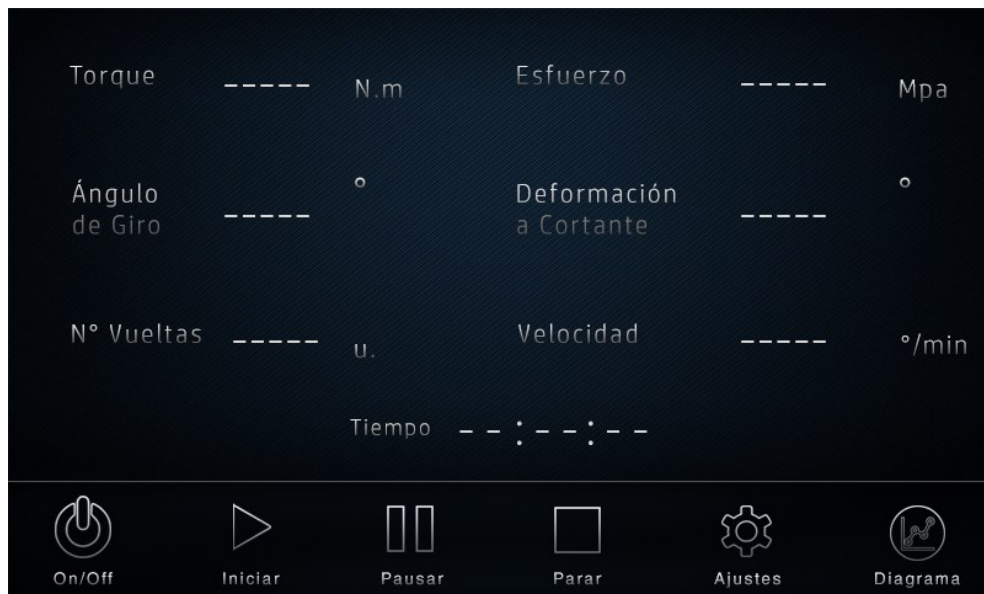 Torque ----- N.m Esfuerzo ----- Mpa
Ángulo ° Deformación °
de Giro ----- a Cortante -----
N° Vueltas ----- u. Velocidad ----- °/min
Tiempo --:--:--
On/Off Iniciar Pausar Parar Ajustes Diagrama